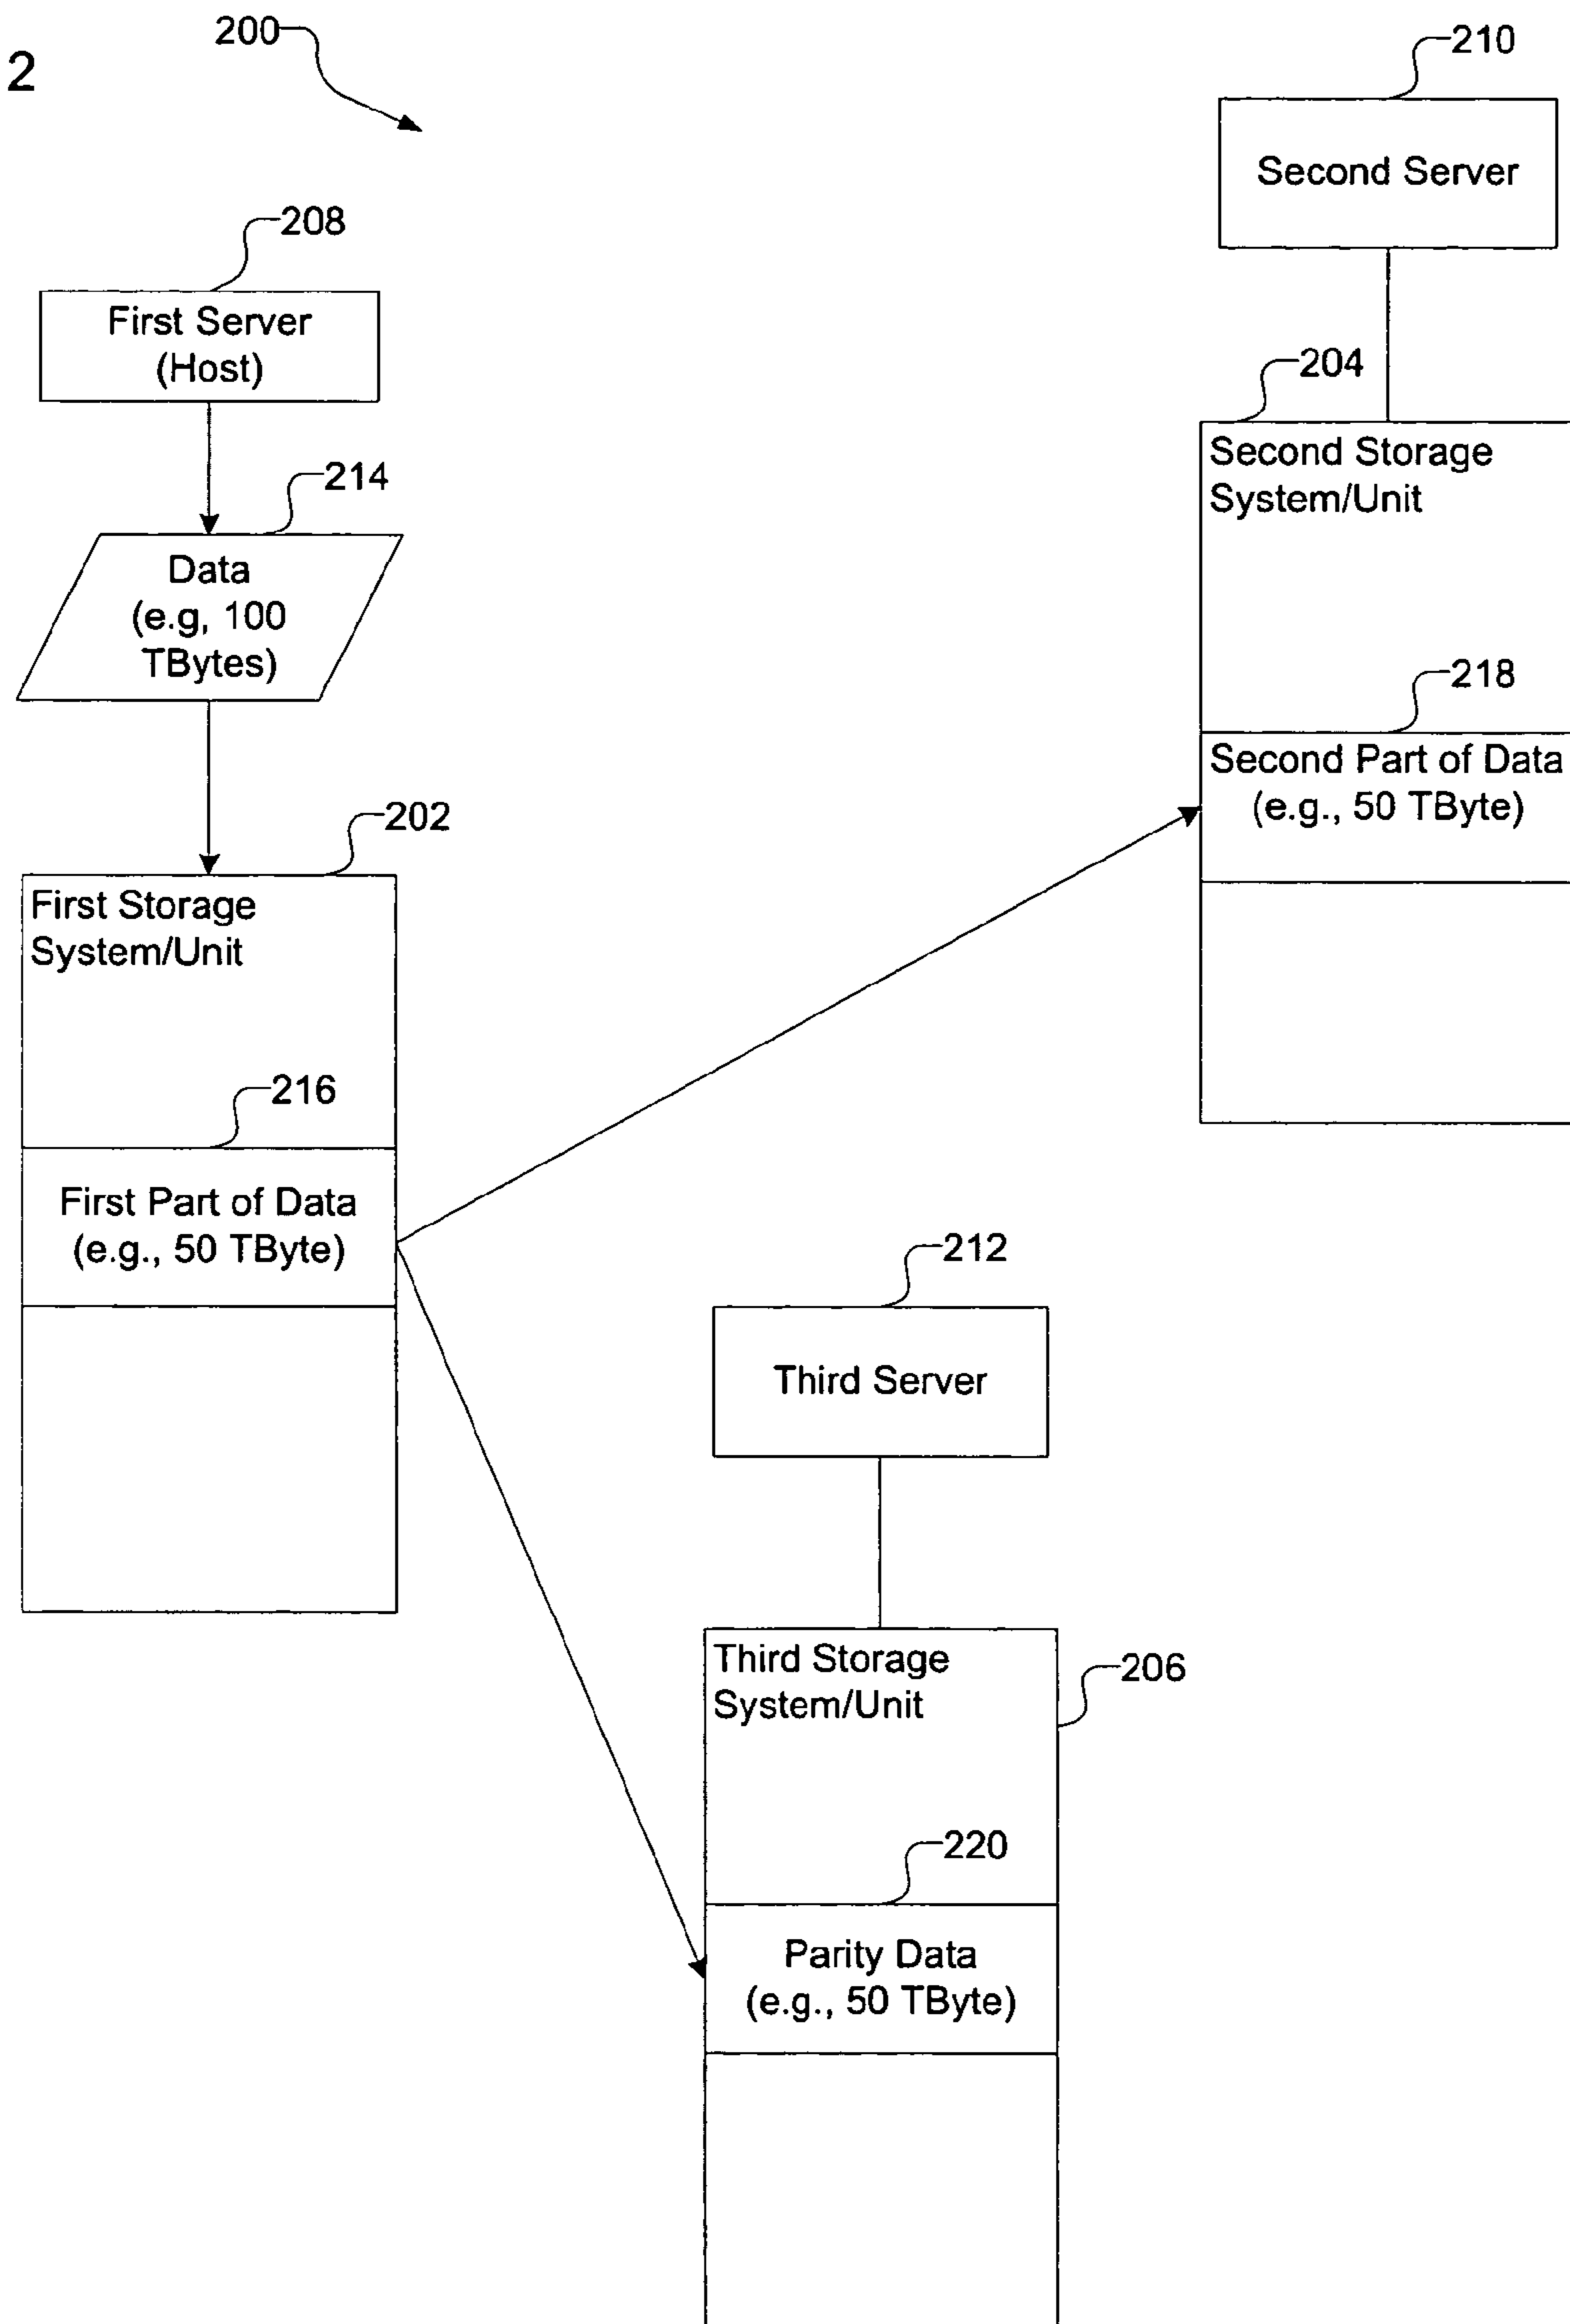 2
200
210
Second Server
208
First Server
(Host)
204
Second Storage
System/Unit
214
Data
(e.g, 100
TBytes)
218
Second Part of Data
(e.g., 50 TByte)
202
First Storage
System/Unit
216
First Part of Data
(e.g., 50 TByte)
212
Third Server
Third Storage
System/Unit
206
220
Parity Data
(e.g., 50 TByte)